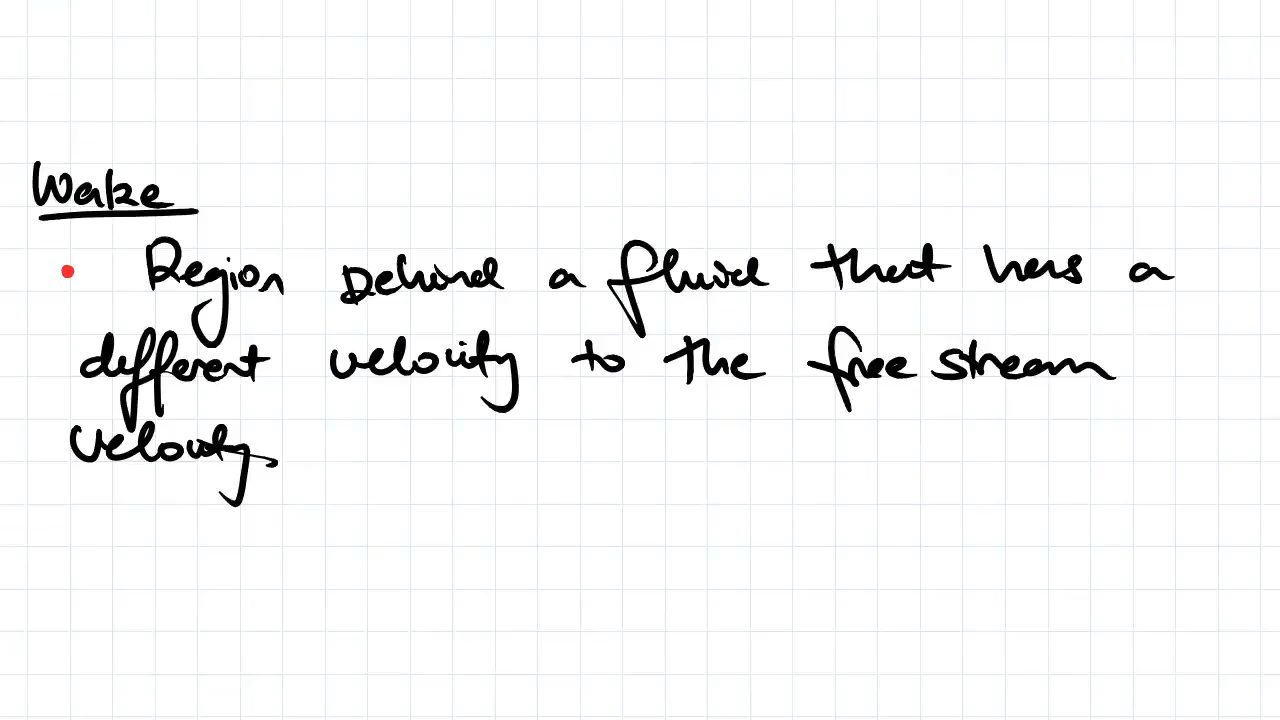 Wake
Region behind a fluid that has a
different velocity to the free stream
velocity